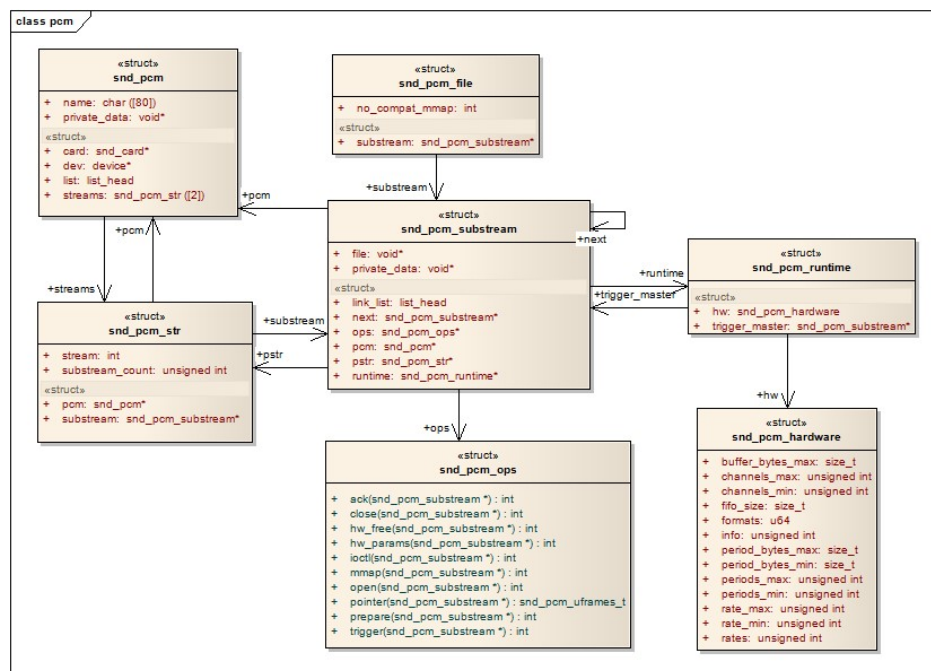 class pcm
«struct»
snd_pcm
+ name: char ([80])
+ private_data: void*
«struct»
+ card: snd_card*
+ dev: device*
+ list: list_head
+ streams: snd_pcm_str ([2])
«struct»
snd_pcm_file
+ no_compat_mmap: int
«struct»
+ substream: snd_pcm_substream*
+substream
+pcm
+pcm
+streams
«struct»
snd_pcm_substream
+ file: void*
+ private_data: void*
«struct»
+ link_list: list_head
+ next: snd_pcm_substream*
+ ops: snd_pcm_ops*
+ pcm: snd_pcm*
+ pstr: snd_pcm_str*
+ runtime: snd_pcm_runtime*
+next
+runtime
+trigger_master
«struct»
snd_pcm_runtime
«struct»
+ hw: snd_pcm_hardware
+ trigger_master: snd_pcm_substream*
«struct»
snd_pcm_str
+ stream: int
+ substream_count: unsigned int
«struct»
+ pcm: snd_pcm*
+ substream: snd_pcm_substream*
+substream
+pstr
+ops
+hw
«struct»
snd_pcm_ops
+ ack(snd_pcm_substream *) : int
+ close(snd_pcm_substream *) : int
+ hw_free(snd_pcm_substream *) : int
+ hw_params(snd_pcm_substream *) : int
+ ioctl(snd_pcm_substream *) : int
+ mmap(snd_pcm_substream *) : int
+ open(snd_pcm_substream *) : int
+ pointer(snd_pcm_substream *) : snd_pcm_uframes_t
+ prepare(snd_pcm_substream *) : int
+ trigger(snd_pcm_substream *) : int
«struct»
snd_pcm_hardware
+ buffer_bytes_max: size_t
+ channels_max: unsigned int
+ channels_min: unsigned int
+ fifo_size: size_t
+ formats: u64
+ info: unsigned int
+ period_bytes_max: size_t
+ period_bytes_min: size_t
+ periods_max: unsigned int
+ periods_min: unsigned int
+ rate_max: unsigned int
+ rate_min: unsigned int
+ rates: unsigned int